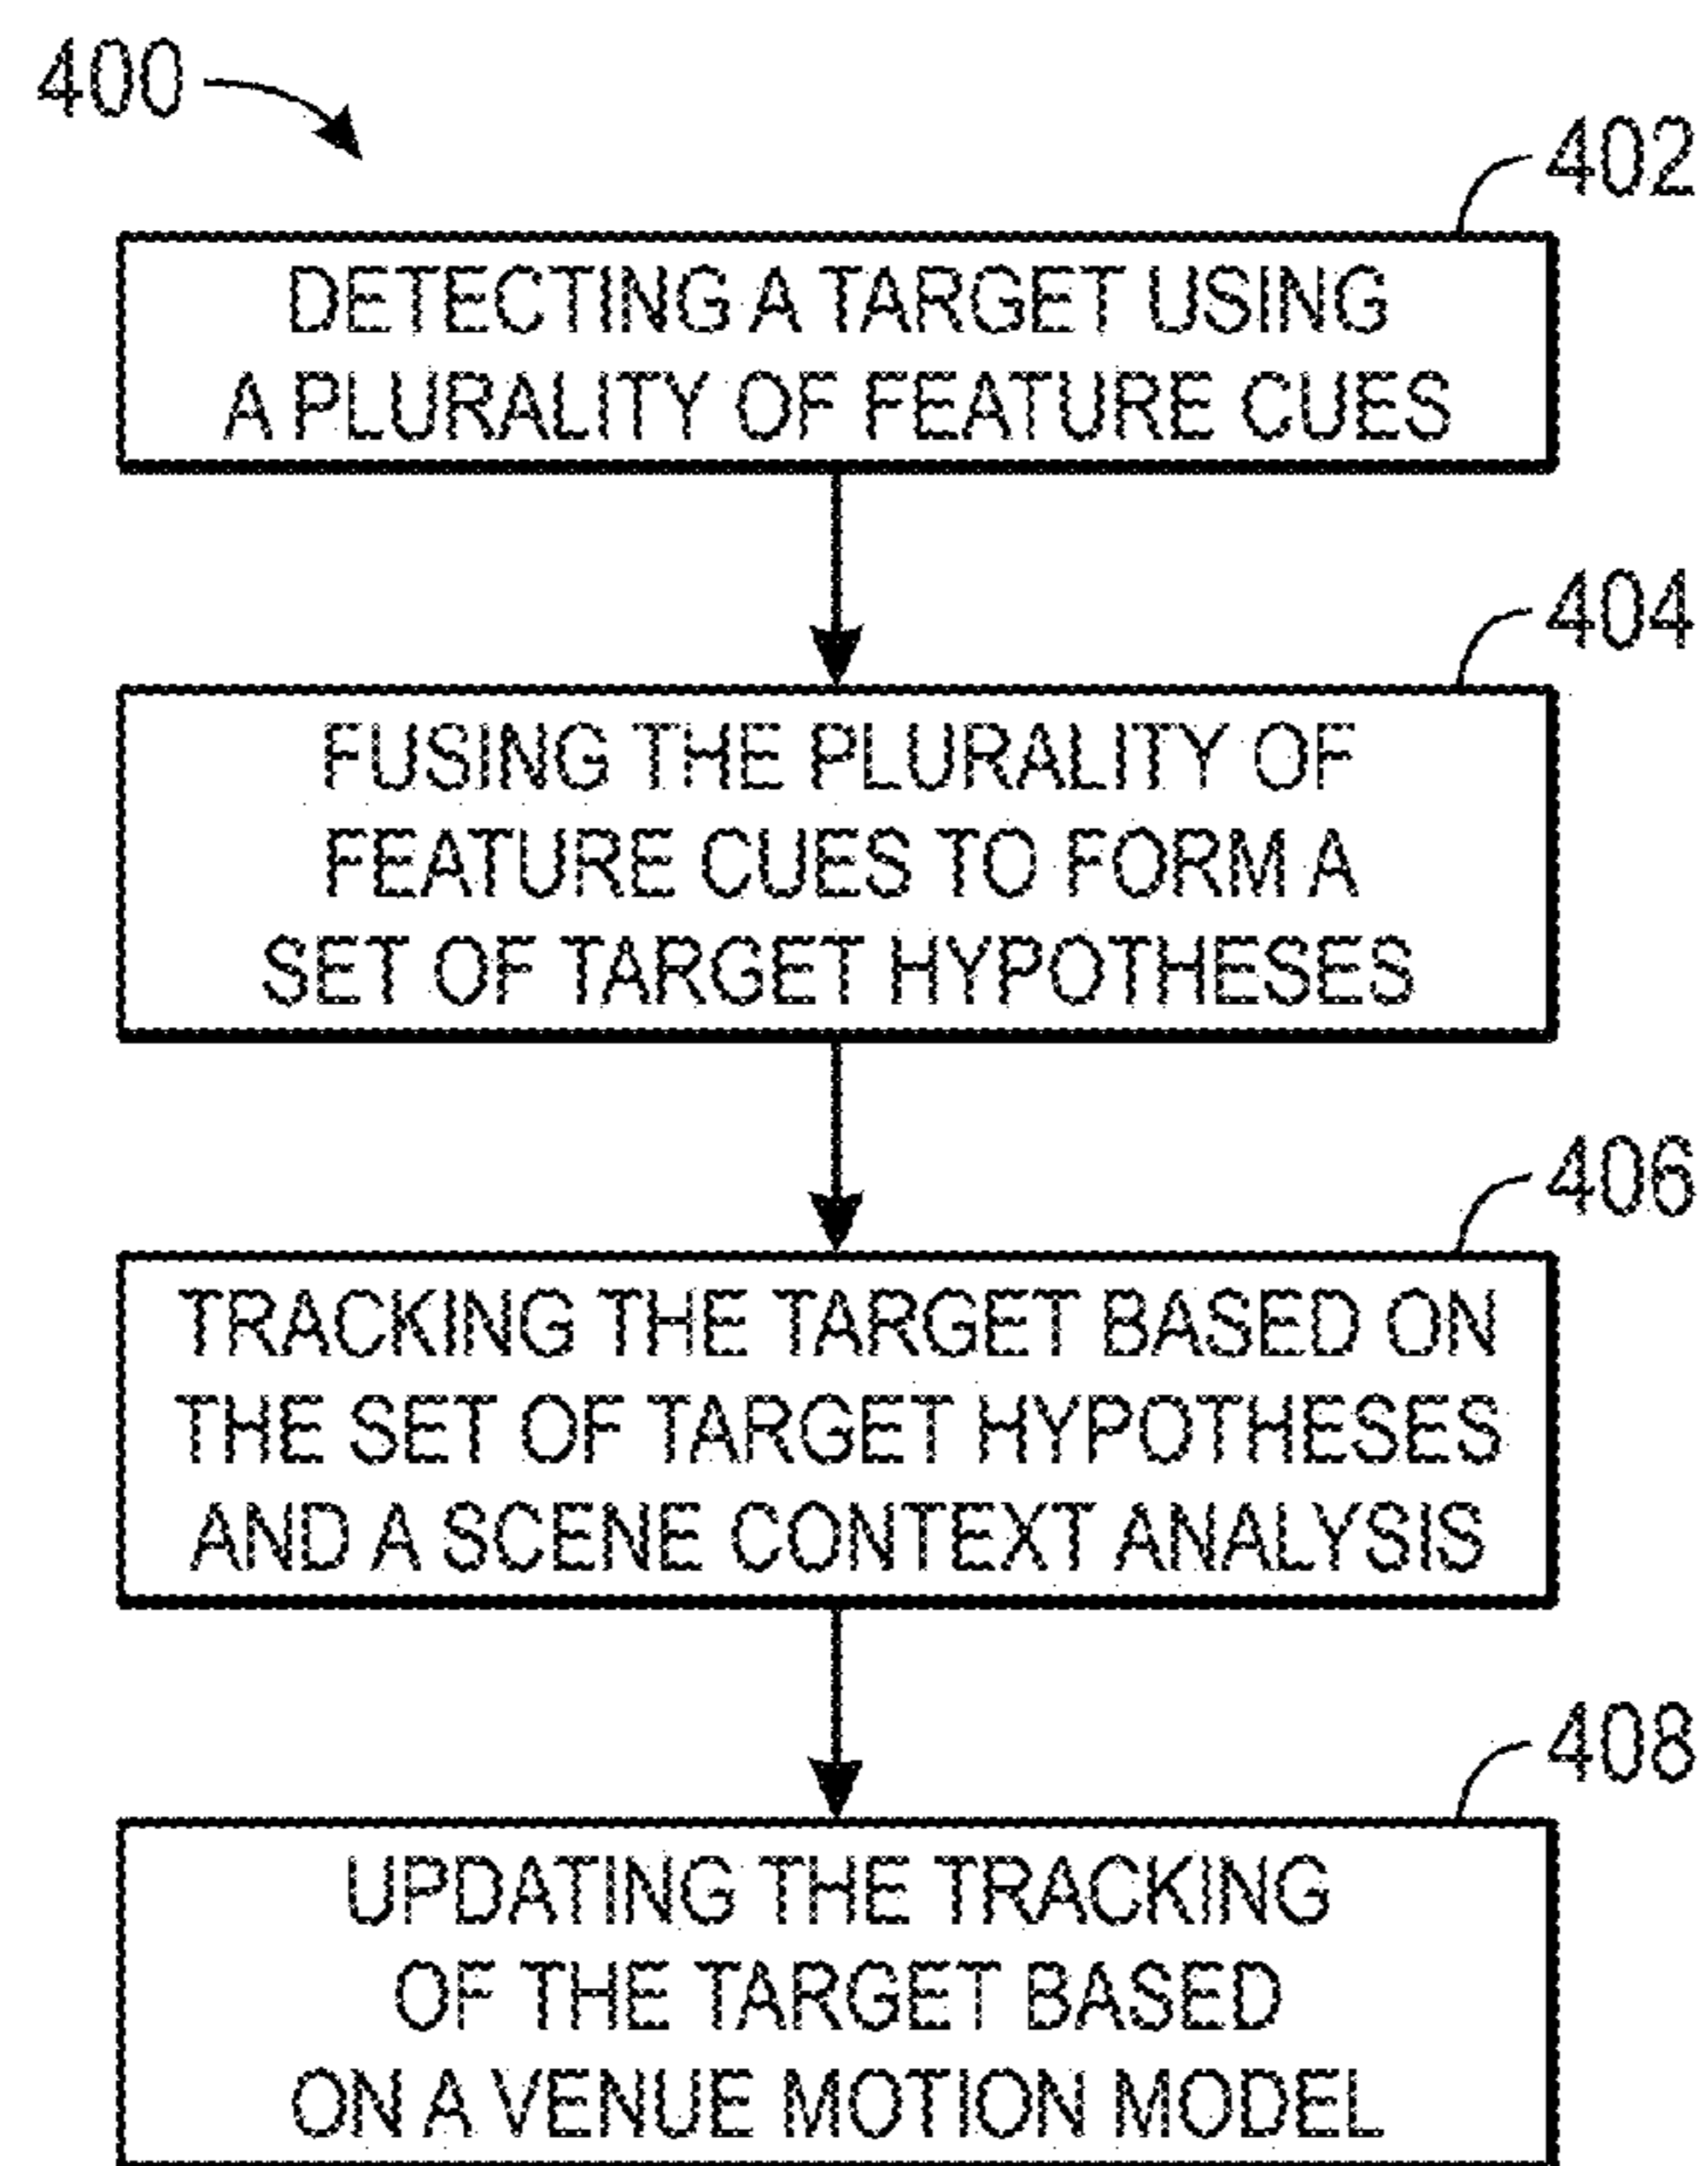 400
402
DETECTING A TARGET USING
A PLURALITY OF FEATURE CUES
404
FUSING THE PLURALITY OF
FEATURE CUES TO FORM A
SET OF TARGET HYPOTHESES
406
TRACKING THE TARGET BASED ON
THE SET OF TARGET HYPOTHESES
AND A SCENE CONTEXT ANALYSIS
408
UPDATING THE TRACKING
OF THE TARGET BASED
ON A VENUE MOTION MODEL